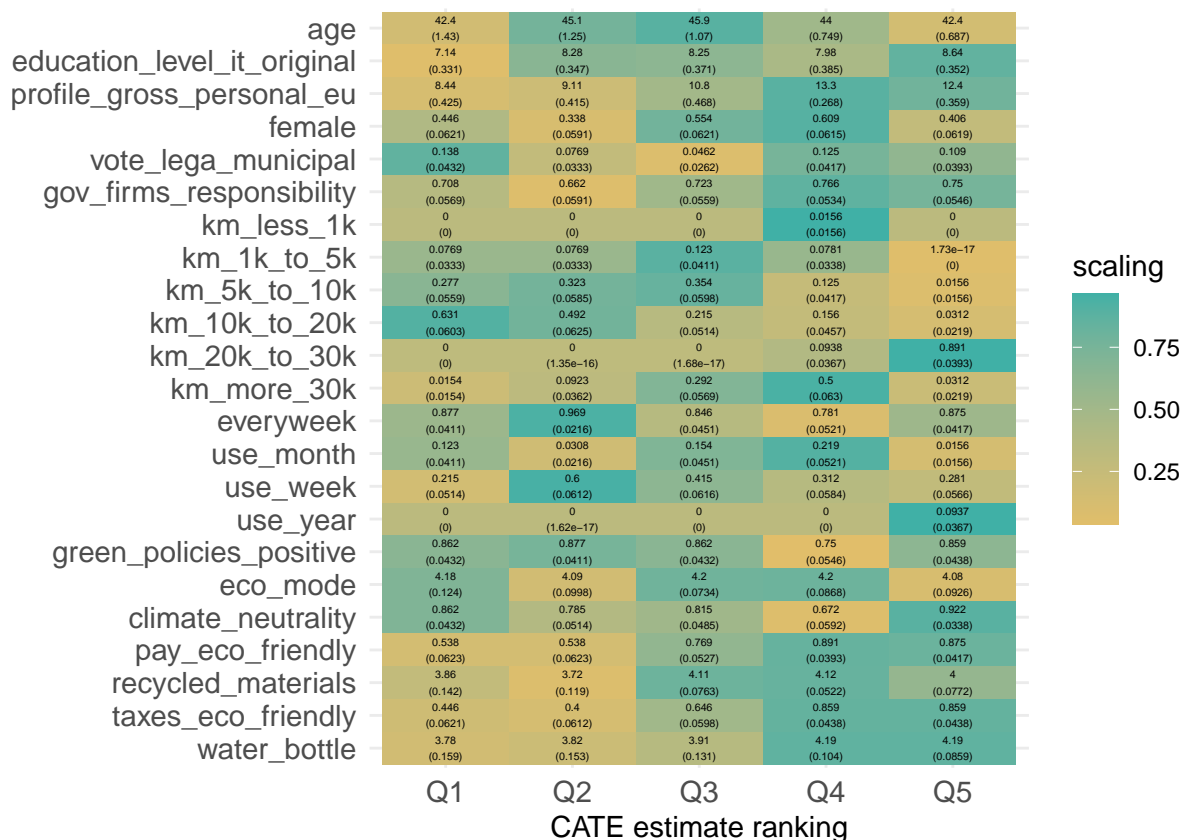 age 42.4 45.1 45.9 44 42.4
(1.43) (1.25) (1.07) (0.749) (0.687)
education_level_it_original 7.14 8.28 8.25 7.98 8.64
(0.331) (0.347) (0.371) (0.385) (0.352)
profile_gross_personal_eu 8.44 9.11 10.8 13.3 12.4
(0.425) (0.415) (0.468) (0.268) (0.359)
female 0.446 0.338 0.554 0.609 0.406
(0.0621) (0.0591) (0.0621) (0.0615) (0.0619)
vote_lega_municipal 0.138 0.0769 0.0462 0.125 0.109
(0.0432) (0.0333) (0.0262) (0.0417) (0.0393)
gov_firms_responsibility 0.708 0.662 0.723 0.766 0.75
(0.0569) (0.0591) (0.0559) (0.0534) (0.0546)
km_less_1k 0 0 0 0.0156 0
(0) (0) (0) (0.0156) (0)
km_1k_to_5k 0.0769 0.0769 0.123 0.0781 1.73e−17
(0.0333) (0.0333) (0.0411) (0.0338) (0)
km_5k_to_10k 0.277 0.323 0.354 0.125 0.0156
(0.0559) (0.0585) (0.0598) (0.0417) (0.0156)
km_10k_to_20k 0.631 0.492 0.215 0.156 0.0312
(0.0603) (0.0625) (0.0514) (0.0457) (0.0219)
km_20k_to_30k 0 0 0 0.0938 0.891
(0) (1.35e−16) (1.68e−17) (0.0367) (0.0393)
km_more_30k 0.0154 0.0923 0.292 0.5 0.0312
(0.0154) (0.0362) (0.0569) (0.063) (0.0219)
everyweek 0.877 0.969 0.846 0.781 0.875
(0.0411) (0.0216) (0.0451) (0.0521) (0.0417)
use_month 0.123 0.0308 0.154 0.219 0.0156
(0.0411) (0.0216) (0.0451) (0.0521) (0.0156)
use_week 0.215 0.6 0.415 0.312 0.281
(0.0514) (0.0612) (0.0616) (0.0584) (0.0566)
use_year 0 0 0 0 0.0937
(0) (1.62e−17) (0) (0) (0.0367)
green_policies_positive 0.862 0.877 0.862 0.75 0.859
(0.0432) (0.0411) (0.0432) (0.0546) (0.0438)
eco_mode 4.18 4.09 4.2 4.2 4.08
(0.124) (0.0998) (0.0734) (0.0868) (0.0926)
climate_neutrality 0.862 0.785 0.815 0.672 0.922
(0.0432) (0.0514) (0.0485) (0.0592) (0.0338)
pay_eco_friendly 0.538 0.538 0.769 0.891 0.875
(0.0623) (0.0623) (0.0527) (0.0393) (0.0417)
recycled_materials 3.86 3.72 4.11 4.12 4
(0.142) (0.119) (0.0763) (0.0522) (0.0772)
taxes_eco_friendly 0.446 0.4 0.646 0.859 0.859
(0.0621) (0.0612) (0.0598) (0.0438) (0.0438)
water_bottle 3.78 3.82 3.91 4.19 4.19
(0.159) (0.153) (0.131) (0.104) (0.0859)
Q1 Q2 Q3 Q4 Q5
CATE estimate ranking
scaling
0.75
0.50
0.25